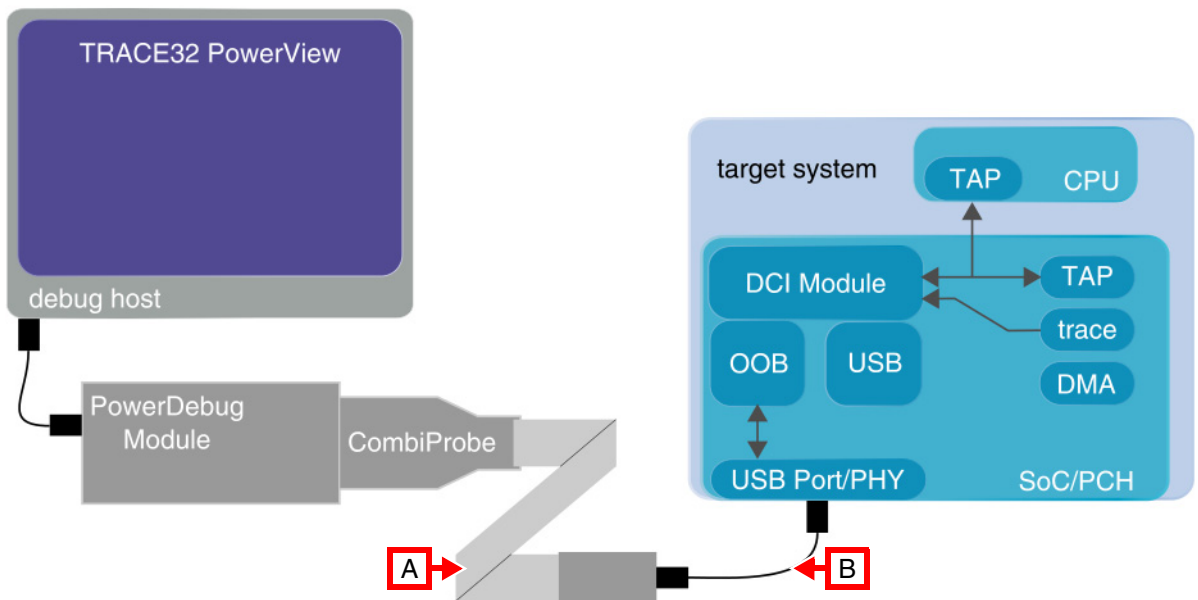 TRACE32 PowerView
debug host
PowerDebug
Module
CombiProbe
A
target system
TAP
CPU
DCI Module
TAP
trace
OOB
USB
DMA
USB Port/PHY
SoC/PCH
B